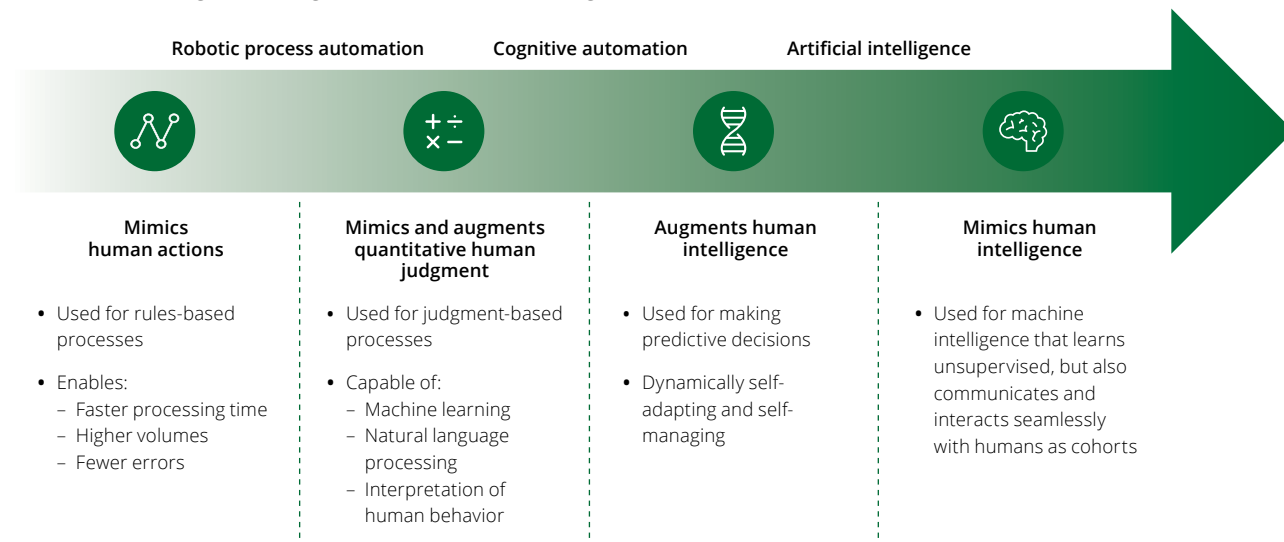 Robotic process automation
Cognitive automation
Artificial intelligence
Mimics
human actions
• Used for rules-based
processes
• Enables:
– Faster processing time
– Higher volumes
– Fewer errors
Mimics and augments
quantitative human
judgment
• Used for judgment-based
processes
• Capable of:
– Machine learning
– Natural language
processing
– Interpretation of
human behavior
Augments human
intelligence
• Used for making
predictive decisions
• Dynamically self-
adapting and self-
managing
Mimics human
intelligence
• Used for machine
intelligence that learns
unsupervised, but also
communicates and
interacts seamlessly
with humans as cohorts